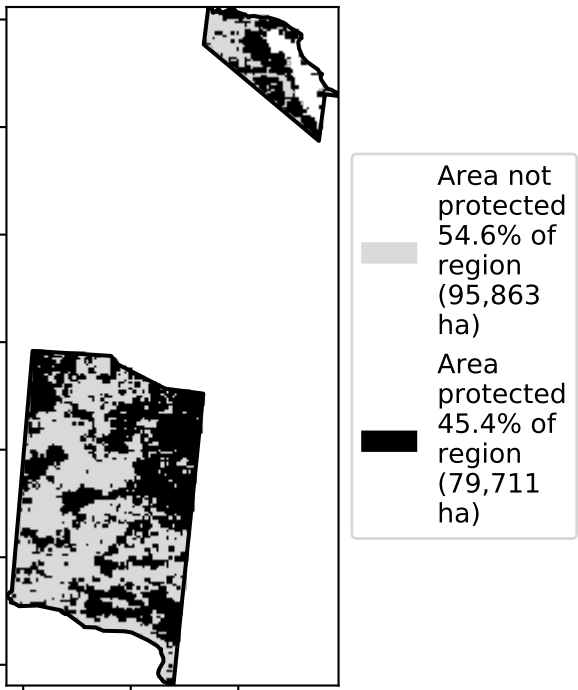 Area not
protected
54.6% of
region
(95,863
ha)
Area
protected
45.4% of
region
(79,711
ha)